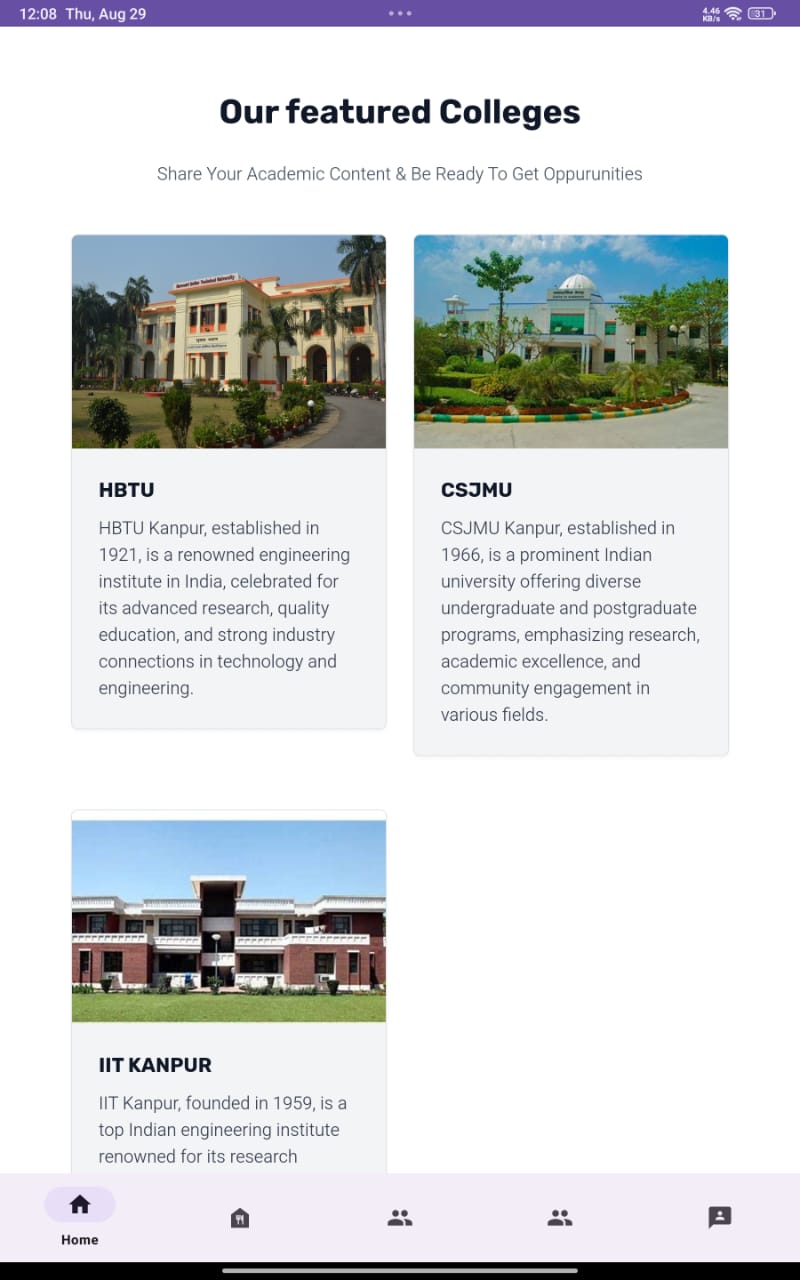 12:08 Thu, Aug 29
4.46
KB/s
31
Our featured Colleges
Share Your Academic Content & Be Ready To Get Oppurunities
Harcourt Butler Technical University
HBTU
HBTU Kanpur, established in
1921, is a renowned engineering
institute in India, celebrated for
its advanced research, quality
education, and strong industry
connections in technology and
engineering.
CSJMU
CSJMU Kanpur, established in
1966, is a prominent Indian
university offering diverse
undergraduate and postgraduate
programs, emphasizing research,
academic excellence, and
community engagement in
various fields.
IIT KANPUR
IIT Kanpur, founded in 1959, is a
top Indian engineering institute
renowned for its research
Home